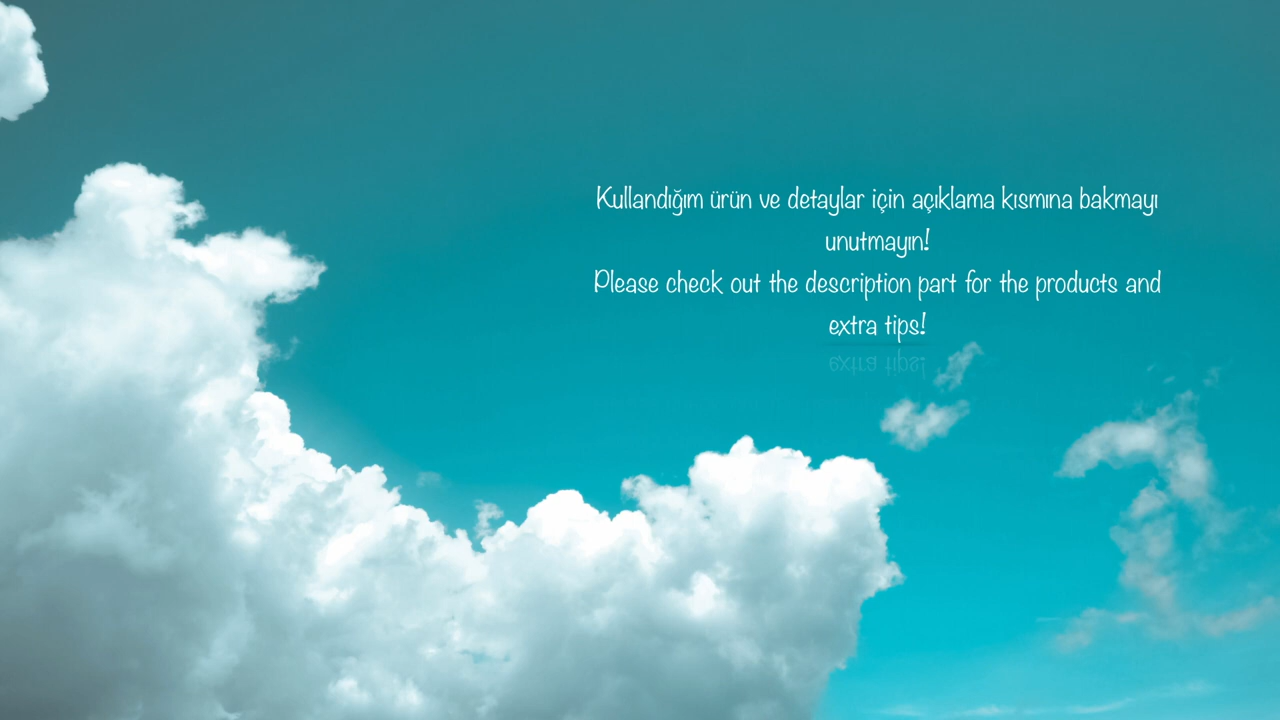 Kullandığım ürün ve detaylar için açıklama kısmına bakmayı
unutmayın!
Please check out the description part for the products and
extra tips!